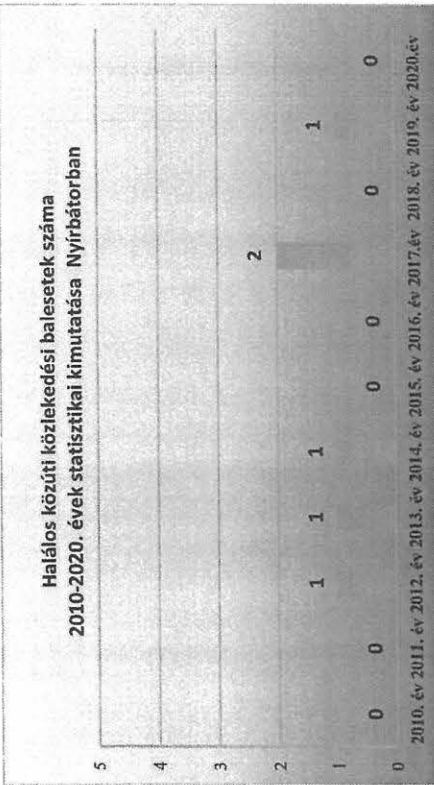 Halálos közúti közlekedési balesetek száma
2010-2020. évek statisztikai kimutatása Nyírbátorban
5
4
3
2
1
0
0 0 1 1 1 0 0 2 0 1 0
2010. év 2011. év 2012. év 2013. év 2014. év 2015. év 2016. év 2017.év 2018. év 2019. év 2020.év